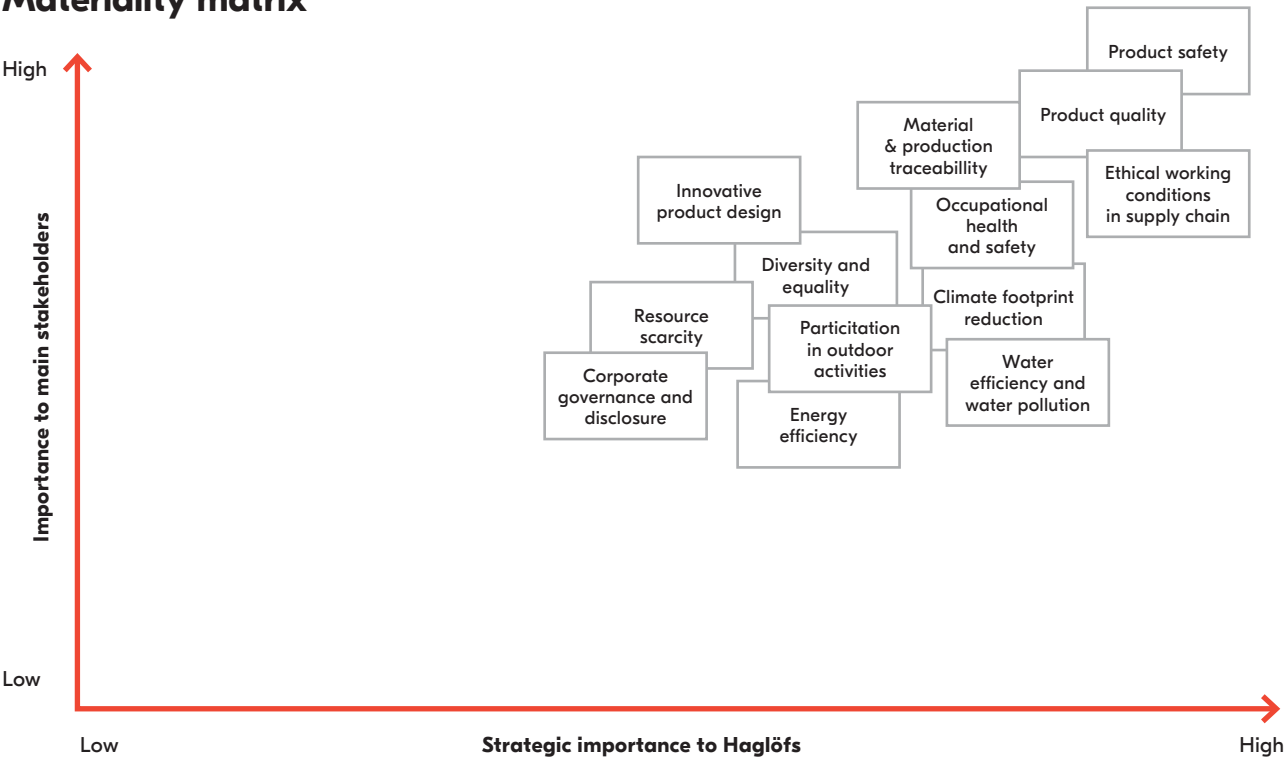 Materiality matrix
High
Product safety
Product quality
Material
& production
traceabillity
Ethical working
conditions
in supply chain
Innovative
product design
Occupational
health
and safety
Diversity and
equality
Climate footprint
reduction
Resource
scarcity
Particitation
in outdoor
activities
Water
efficiency and
water pollution
Corporate
governance and
disclosure
Energy
efficiency
Importance to main stakeholders
Low
Low
Strategic importance to Haglöfs
High